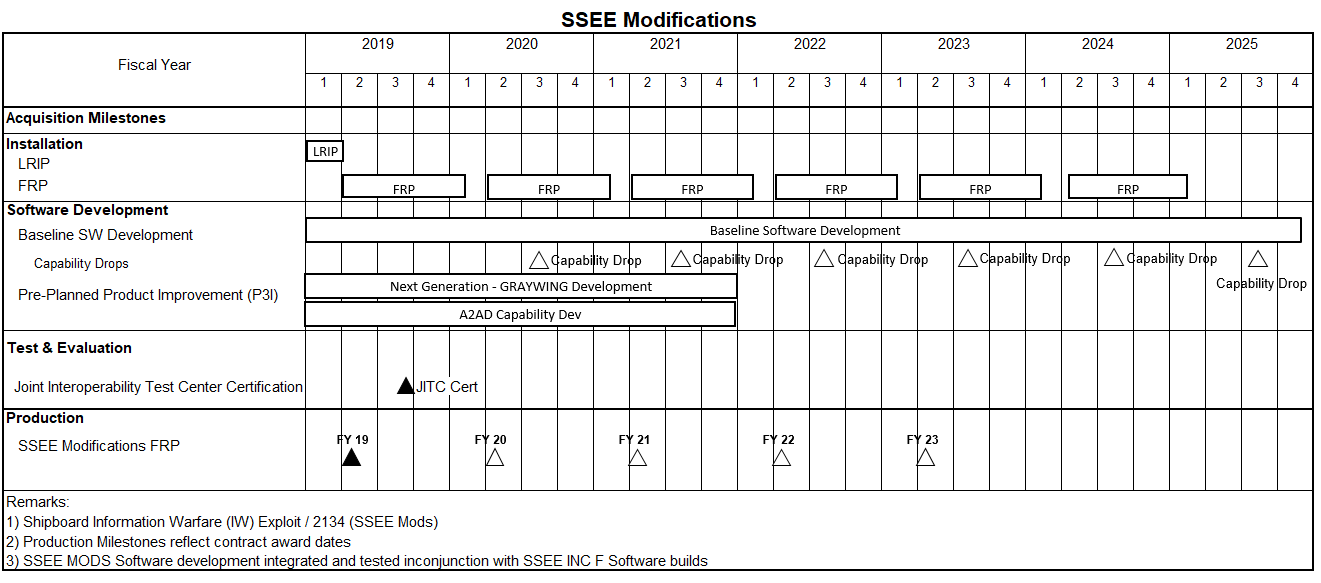 SSEE Modifications
Fiscal Year
2019 2020 2021 2022 2023 2024 2025
1 2 3 4 1 2 3 4 1 2 3 4 1 2 3 4 1 2 3 4 1 2 3 4 1 2 3 4
Acquisition Milestones
Installation
LRIP
LRIP
FRP
FRP FRP FRP FRP FRP FRP
Software Development
Baseline SW Development
Baseline Software Development
Capability Drops
Capability Drop Capability Drop Capability Drop Capability Drop Capability Drop
Capability Drop
Pre-Planned Product Improvement (P3I)
Next Generation - GRAYWING Development
A2AD Capability Dev
Test & Evaluation
Joint Interoperability Test Center Certification
JITC Cert
Production
SSEE Modifications FRP
FY 19 FY 20 FY 21 FY 22 FY 23
Remarks:
1) Shipboard Information Warfare (IW) Exploit / 2134 (SSEE Mods)
2) Production Milestones reflect contract award dates
3) SSEE MODS Software development integrated and tested inconjunction with SSEE INC F Software builds